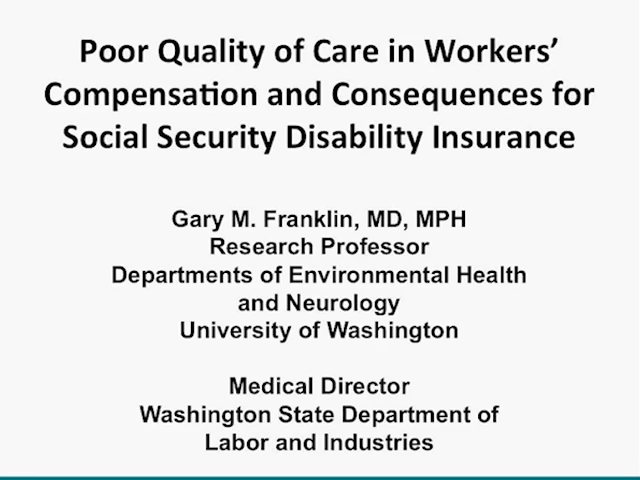 Poor Quality of Care in Workers’
Compensation and Consequences for
Social Security Disability Insurance
Gary M. Franklin, MD, MPH
Research Professor
Departments of Environmental Health
and Neurology
University of Washington
Medical Director
Washington State Department of
Labor and Industries